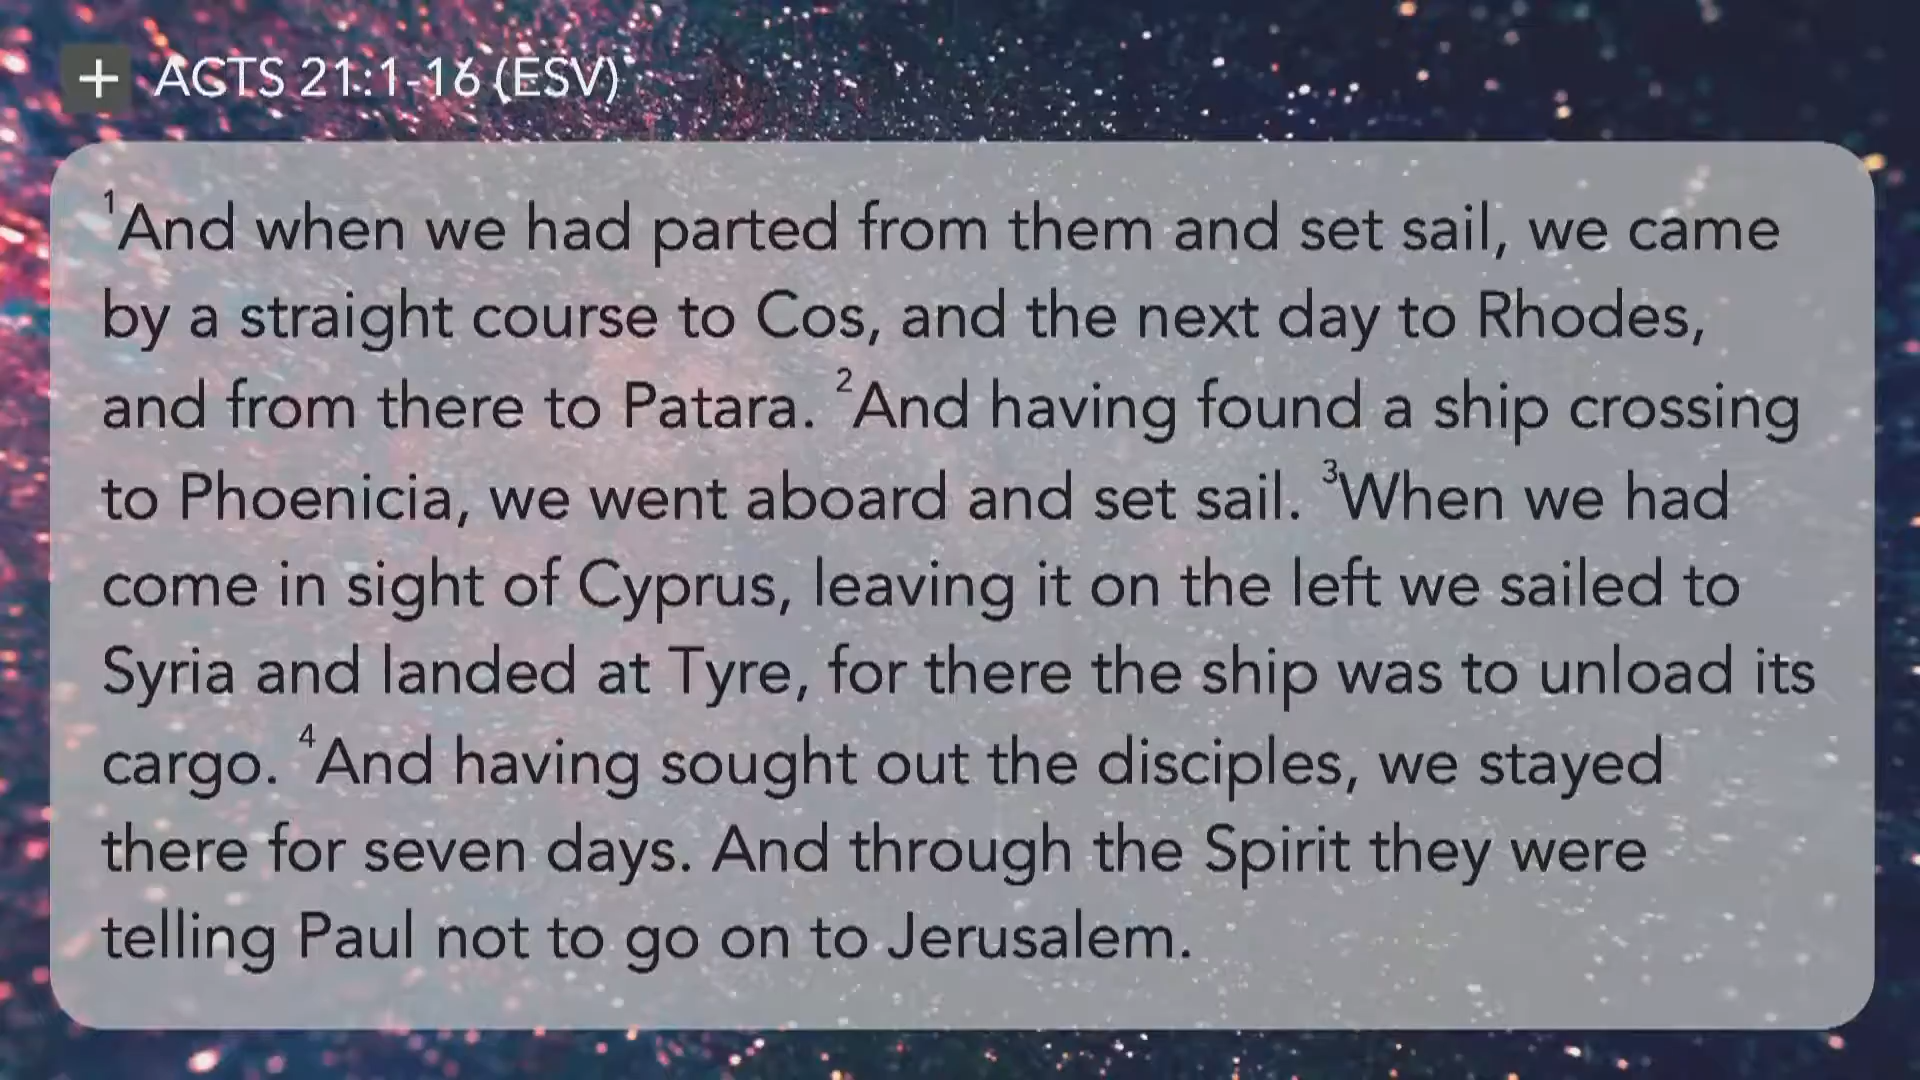 + ACTS 21:1-16 (ESV)
¹And when we had parted from them and set sail, we came
by a straight course to Cos, and the next day to Rhodes,
and from there to Patara. ²And having found a ship crossing
to Phoenicia, we went aboard and set sail. ³When we had
come in sight of Cyprus, leaving it on the left we sailed to
Syria and landed at Tyre, for there the ship was to unload its
cargo. ⁴And having sought out the disciples, we stayed
there for seven days. And through the Spirit they were
telling Paul not to go on to Jerusalem.